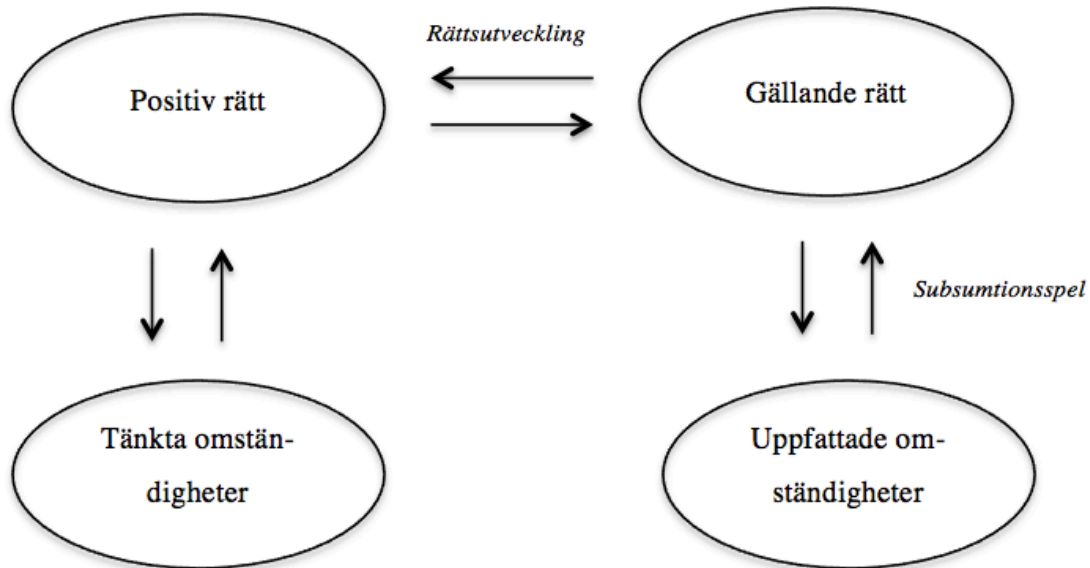 Rättsutveckling
Positiv rätt
Gällande rätt
Subsumtionsspel
Tänkta omstän-
digheter
Uppfattade om-
ständigheter